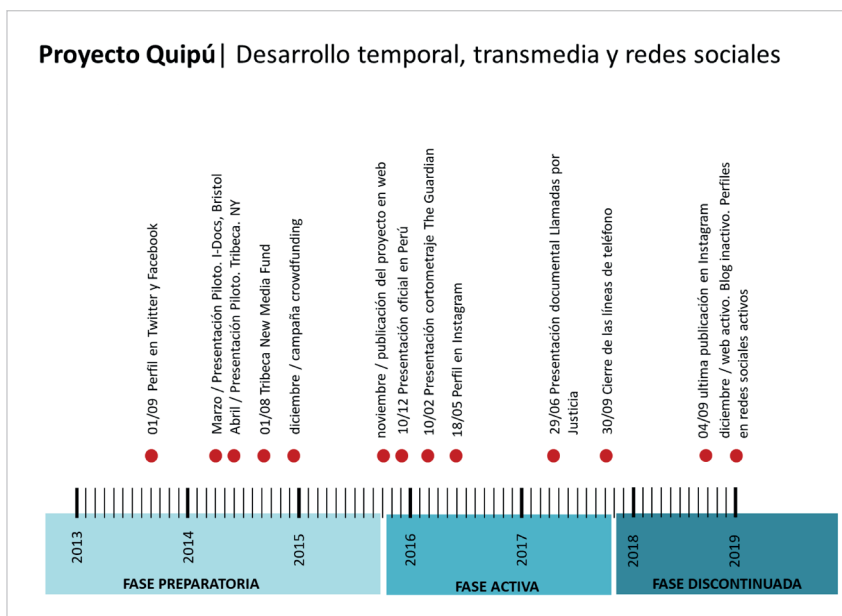 Proyecto Quipú| Desarrollo temporal, transmedia y redes sociales
01/09 Perfil en Twitter y Facebook
Marzo / Presentación Piloto. I-Docs, Bristol
Abril / Presentación Piloto. Tribeca. NY
01/08 Tribeca New Media Fund
diciembre / campaña crowdfunding
noviembre / publicación del proyecto en web
10/12 Presentación oficial en Perú
10/02 Presentación cortometraje The Guardian
18/05 Perfil en Instagram
29/06 Presentación documental Llamadas por
Justicia
30/09 Cierre de las líneas de teléfono
04/09 ultima publicación en Instagram
diciembre / web activo. Blog inactivo. Perfiles
en redes sociales activos
2013
2014
2015
2016
2017
2018
2019
FASE PREPARATORIA
FASE ACTIVA
FASE DISCONTINUADA